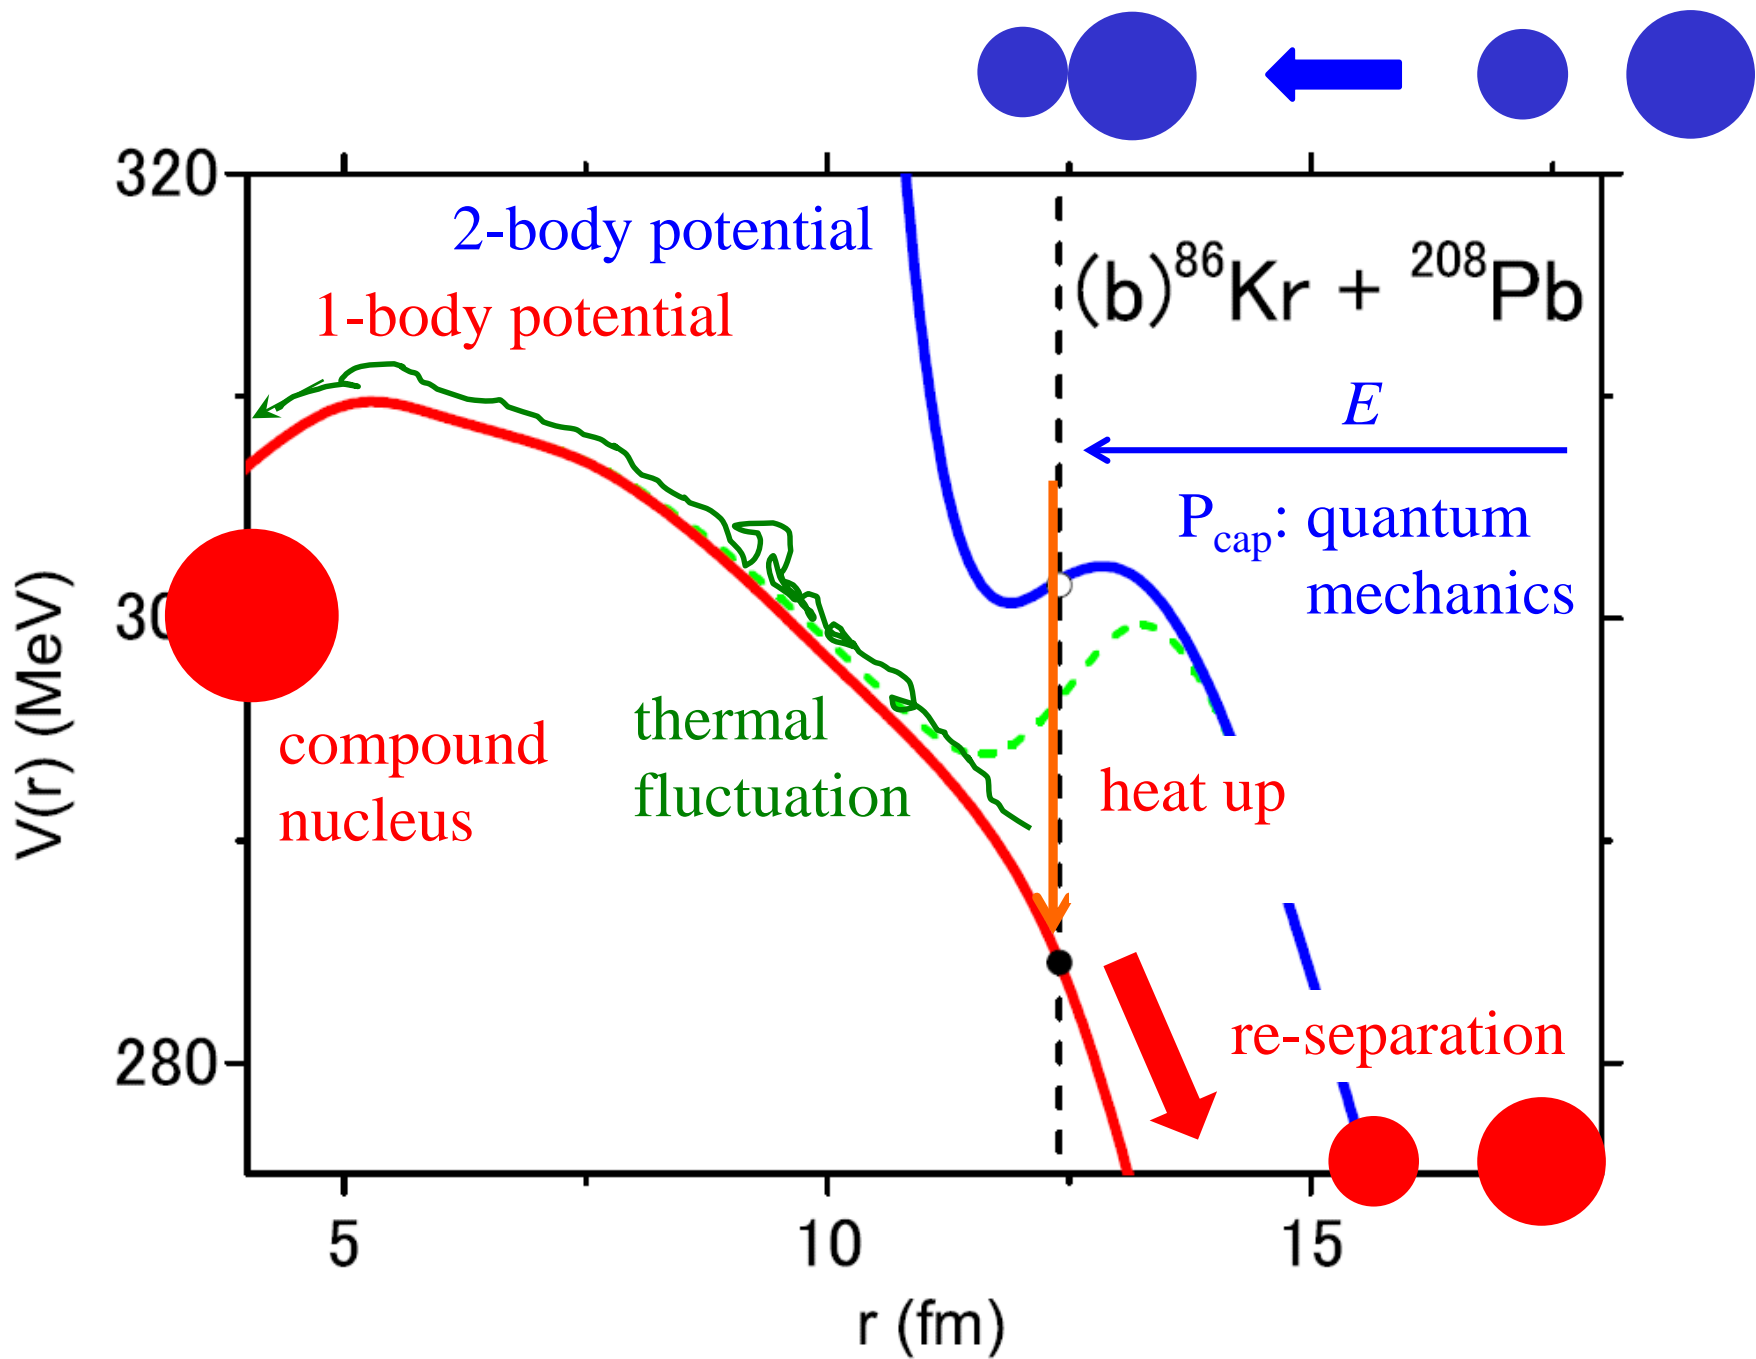 320
2-body potential
(b)⁸⁶Kr + ²⁰⁸Pb
1-body potential
E
P_cap: quantum
mechanics
30
V(r) (MeV)
thermal
fluctuation
compound
nucleus
heat up
re-separation
280
5 10 15
r (fm)